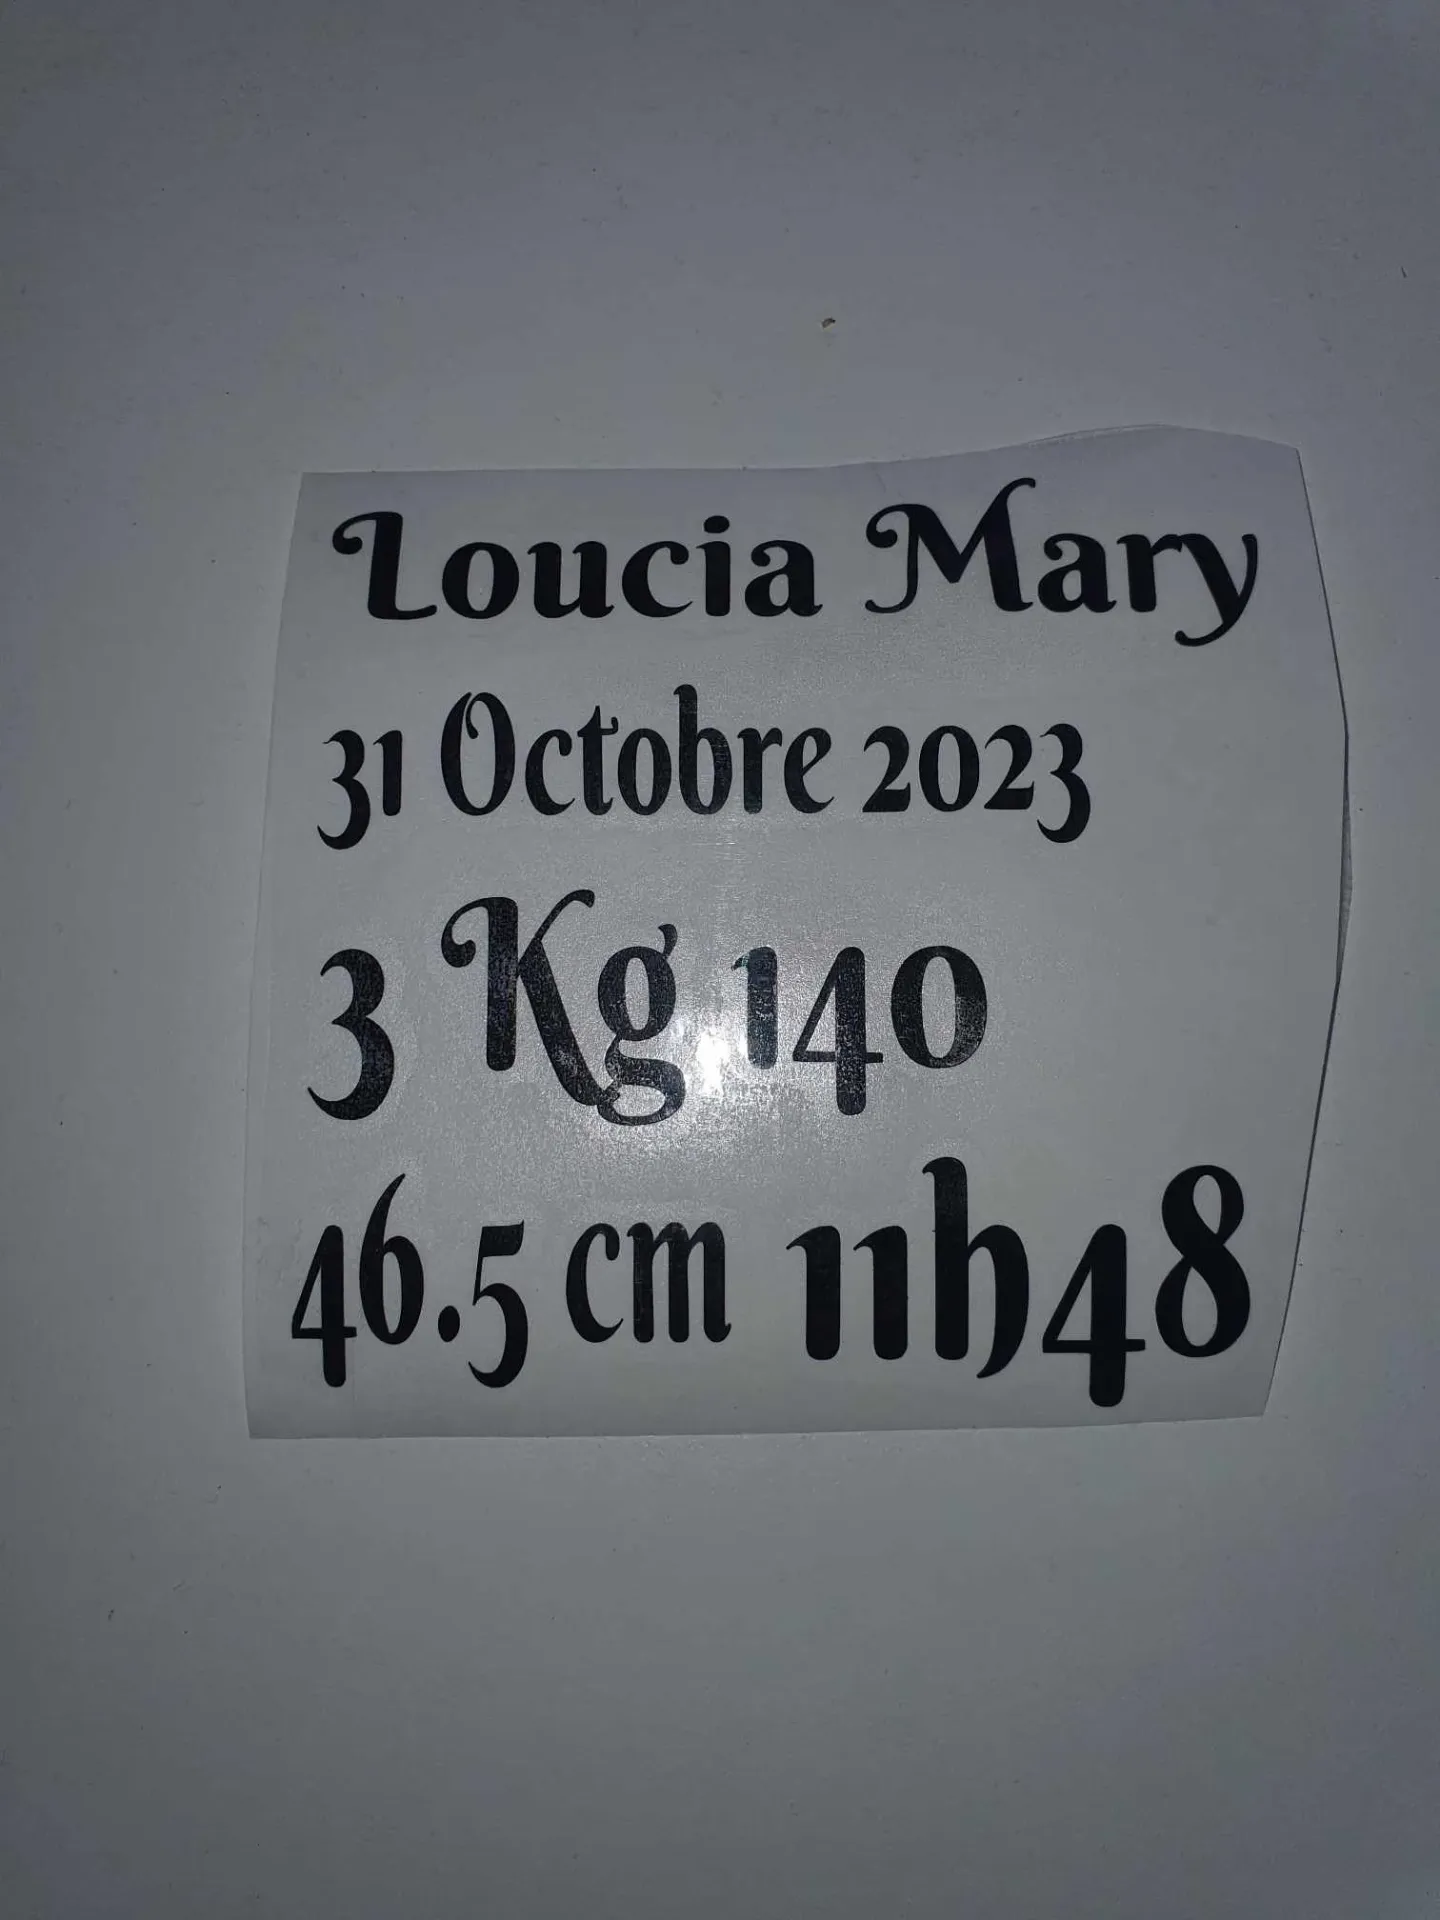 Loucia Mary
31 Octobre 2023
3 Kg 140
46.5 cm 11h48